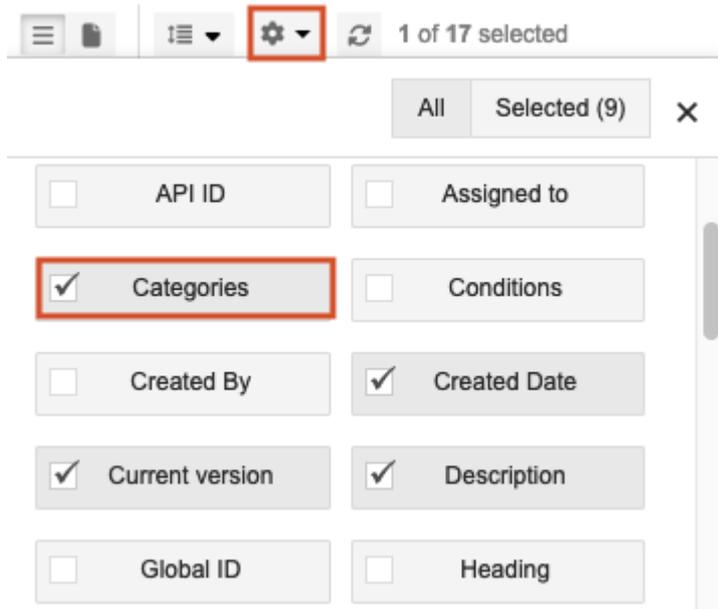 1 of 17 selected
All Selected (9)
API ID Assigned to
Categories Conditions
Created By Created Date
Current version Description
Global ID Heading